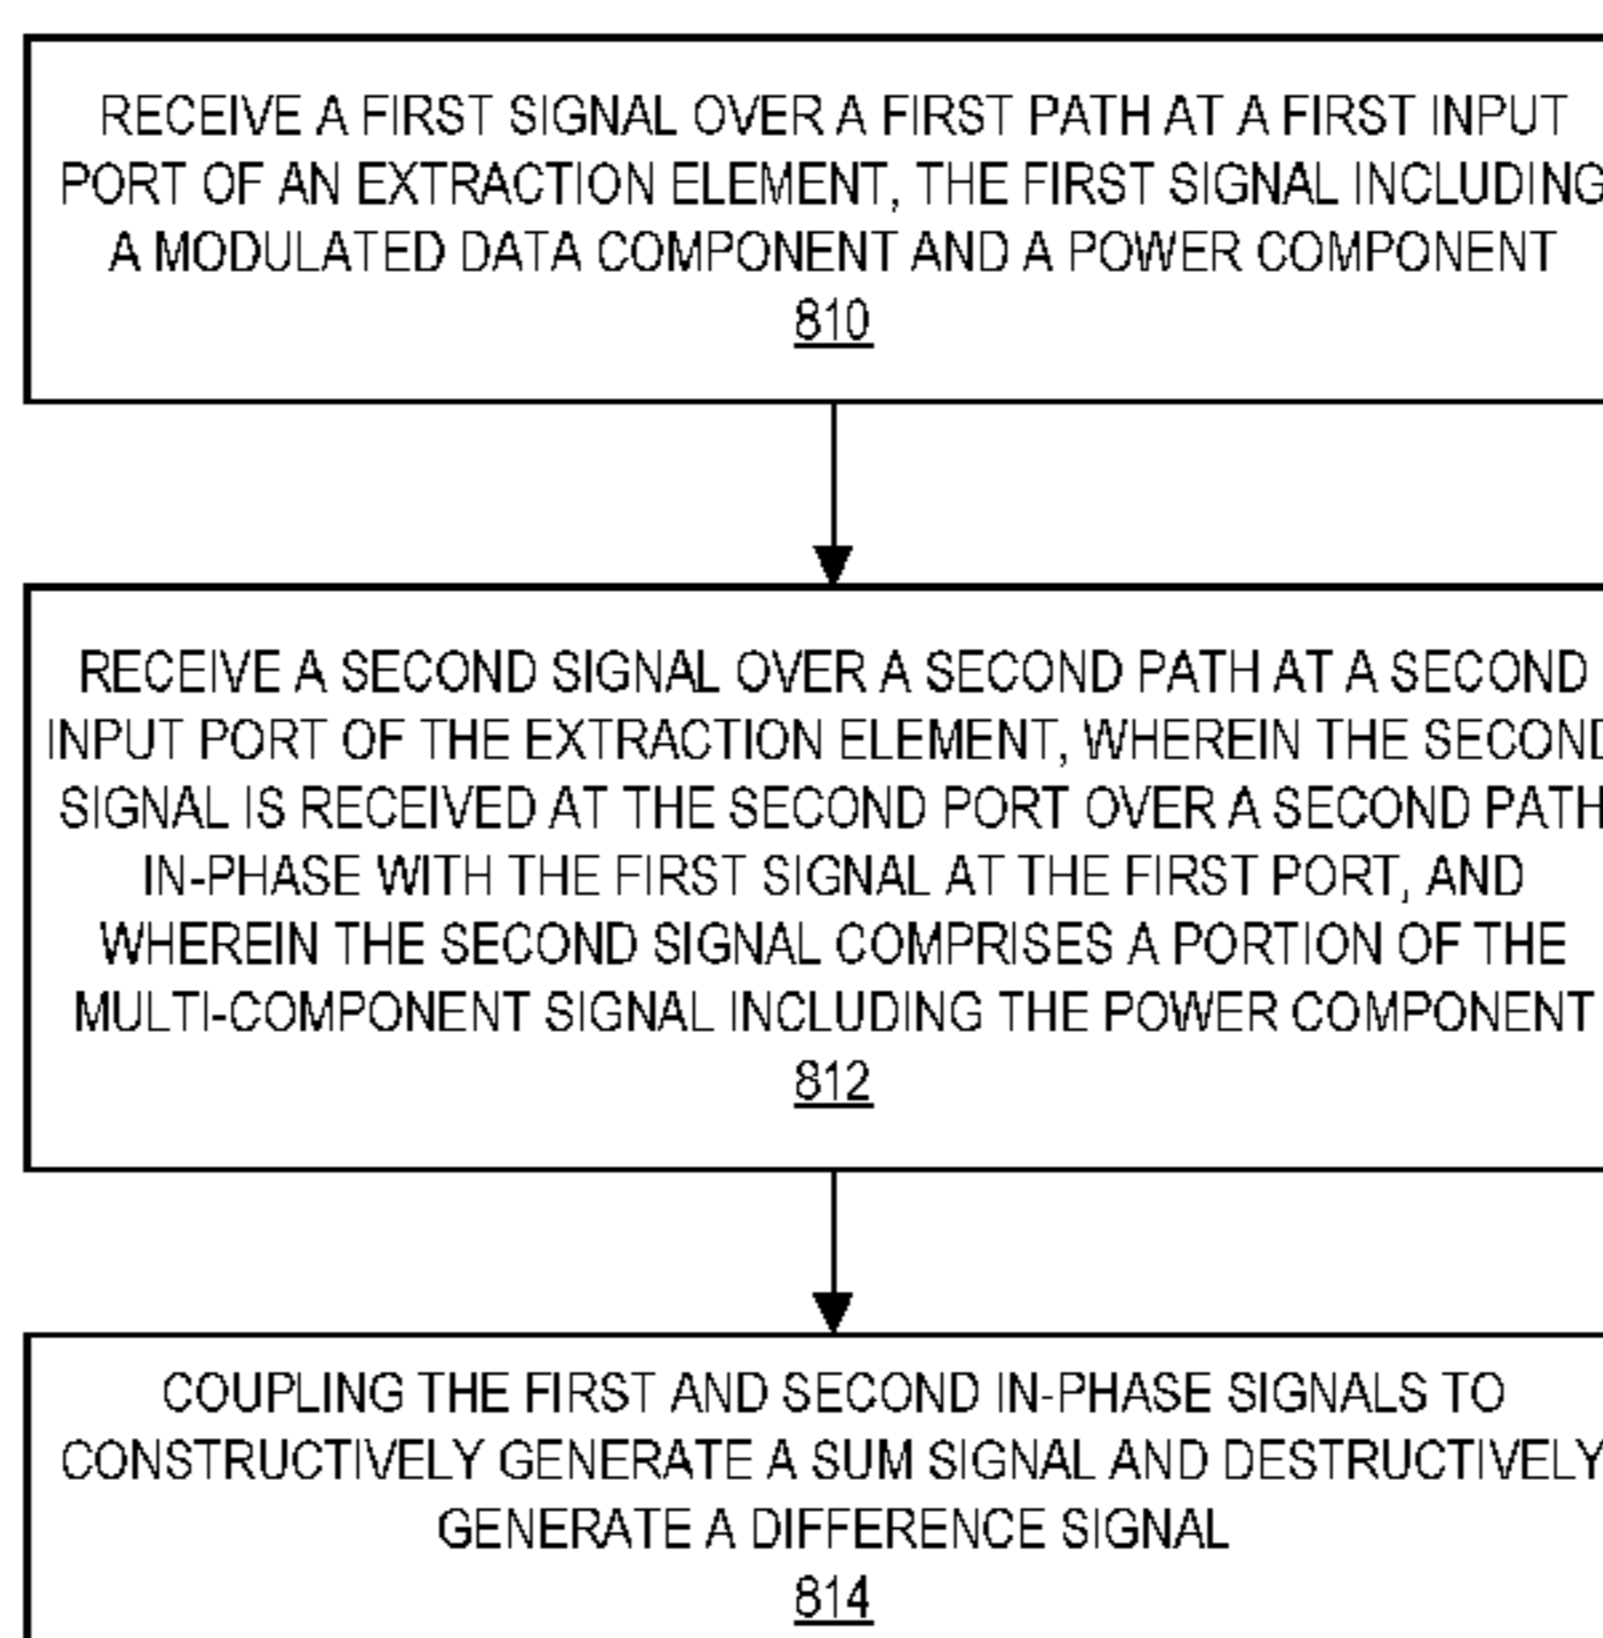 RECEIVE A FIRST SIGNAL OVER A FIRST PATH AT A FIRST INPUT
PORT OF AN EXTRACTION ELEMENT, THE FIRST SIGNAL INCLUDING
A MODULATED DATA COMPONENT AND A POWER COMPONENT
810
RECEIVE A SECOND SIGNAL OVER A SECOND PATH AT A SECOND
INPUT PORT OF THE EXTRACTION ELEMENT, WHEREIN THE SECOND
SIGNAL IS RECEIVED AT THE SECOND PORT OVER A SECOND PATH
IN-PHASE WITH THE FIRST SIGNAL AT THE FIRST PORT, AND
WHEREIN THE SECOND SIGNAL COMPRISES A PORTION OF THE
MULTI-COMPONENT SIGNAL INCLUDING THE POWER COMPONENT
812
COUPLING THE FIRST AND SECOND IN-PHASE SIGNALS TO
CONSTRUCTIVELY GENERATE A SUM SIGNAL AND DESTRUCTIVELY
GENERATE A DIFFERENCE SIGNAL
814